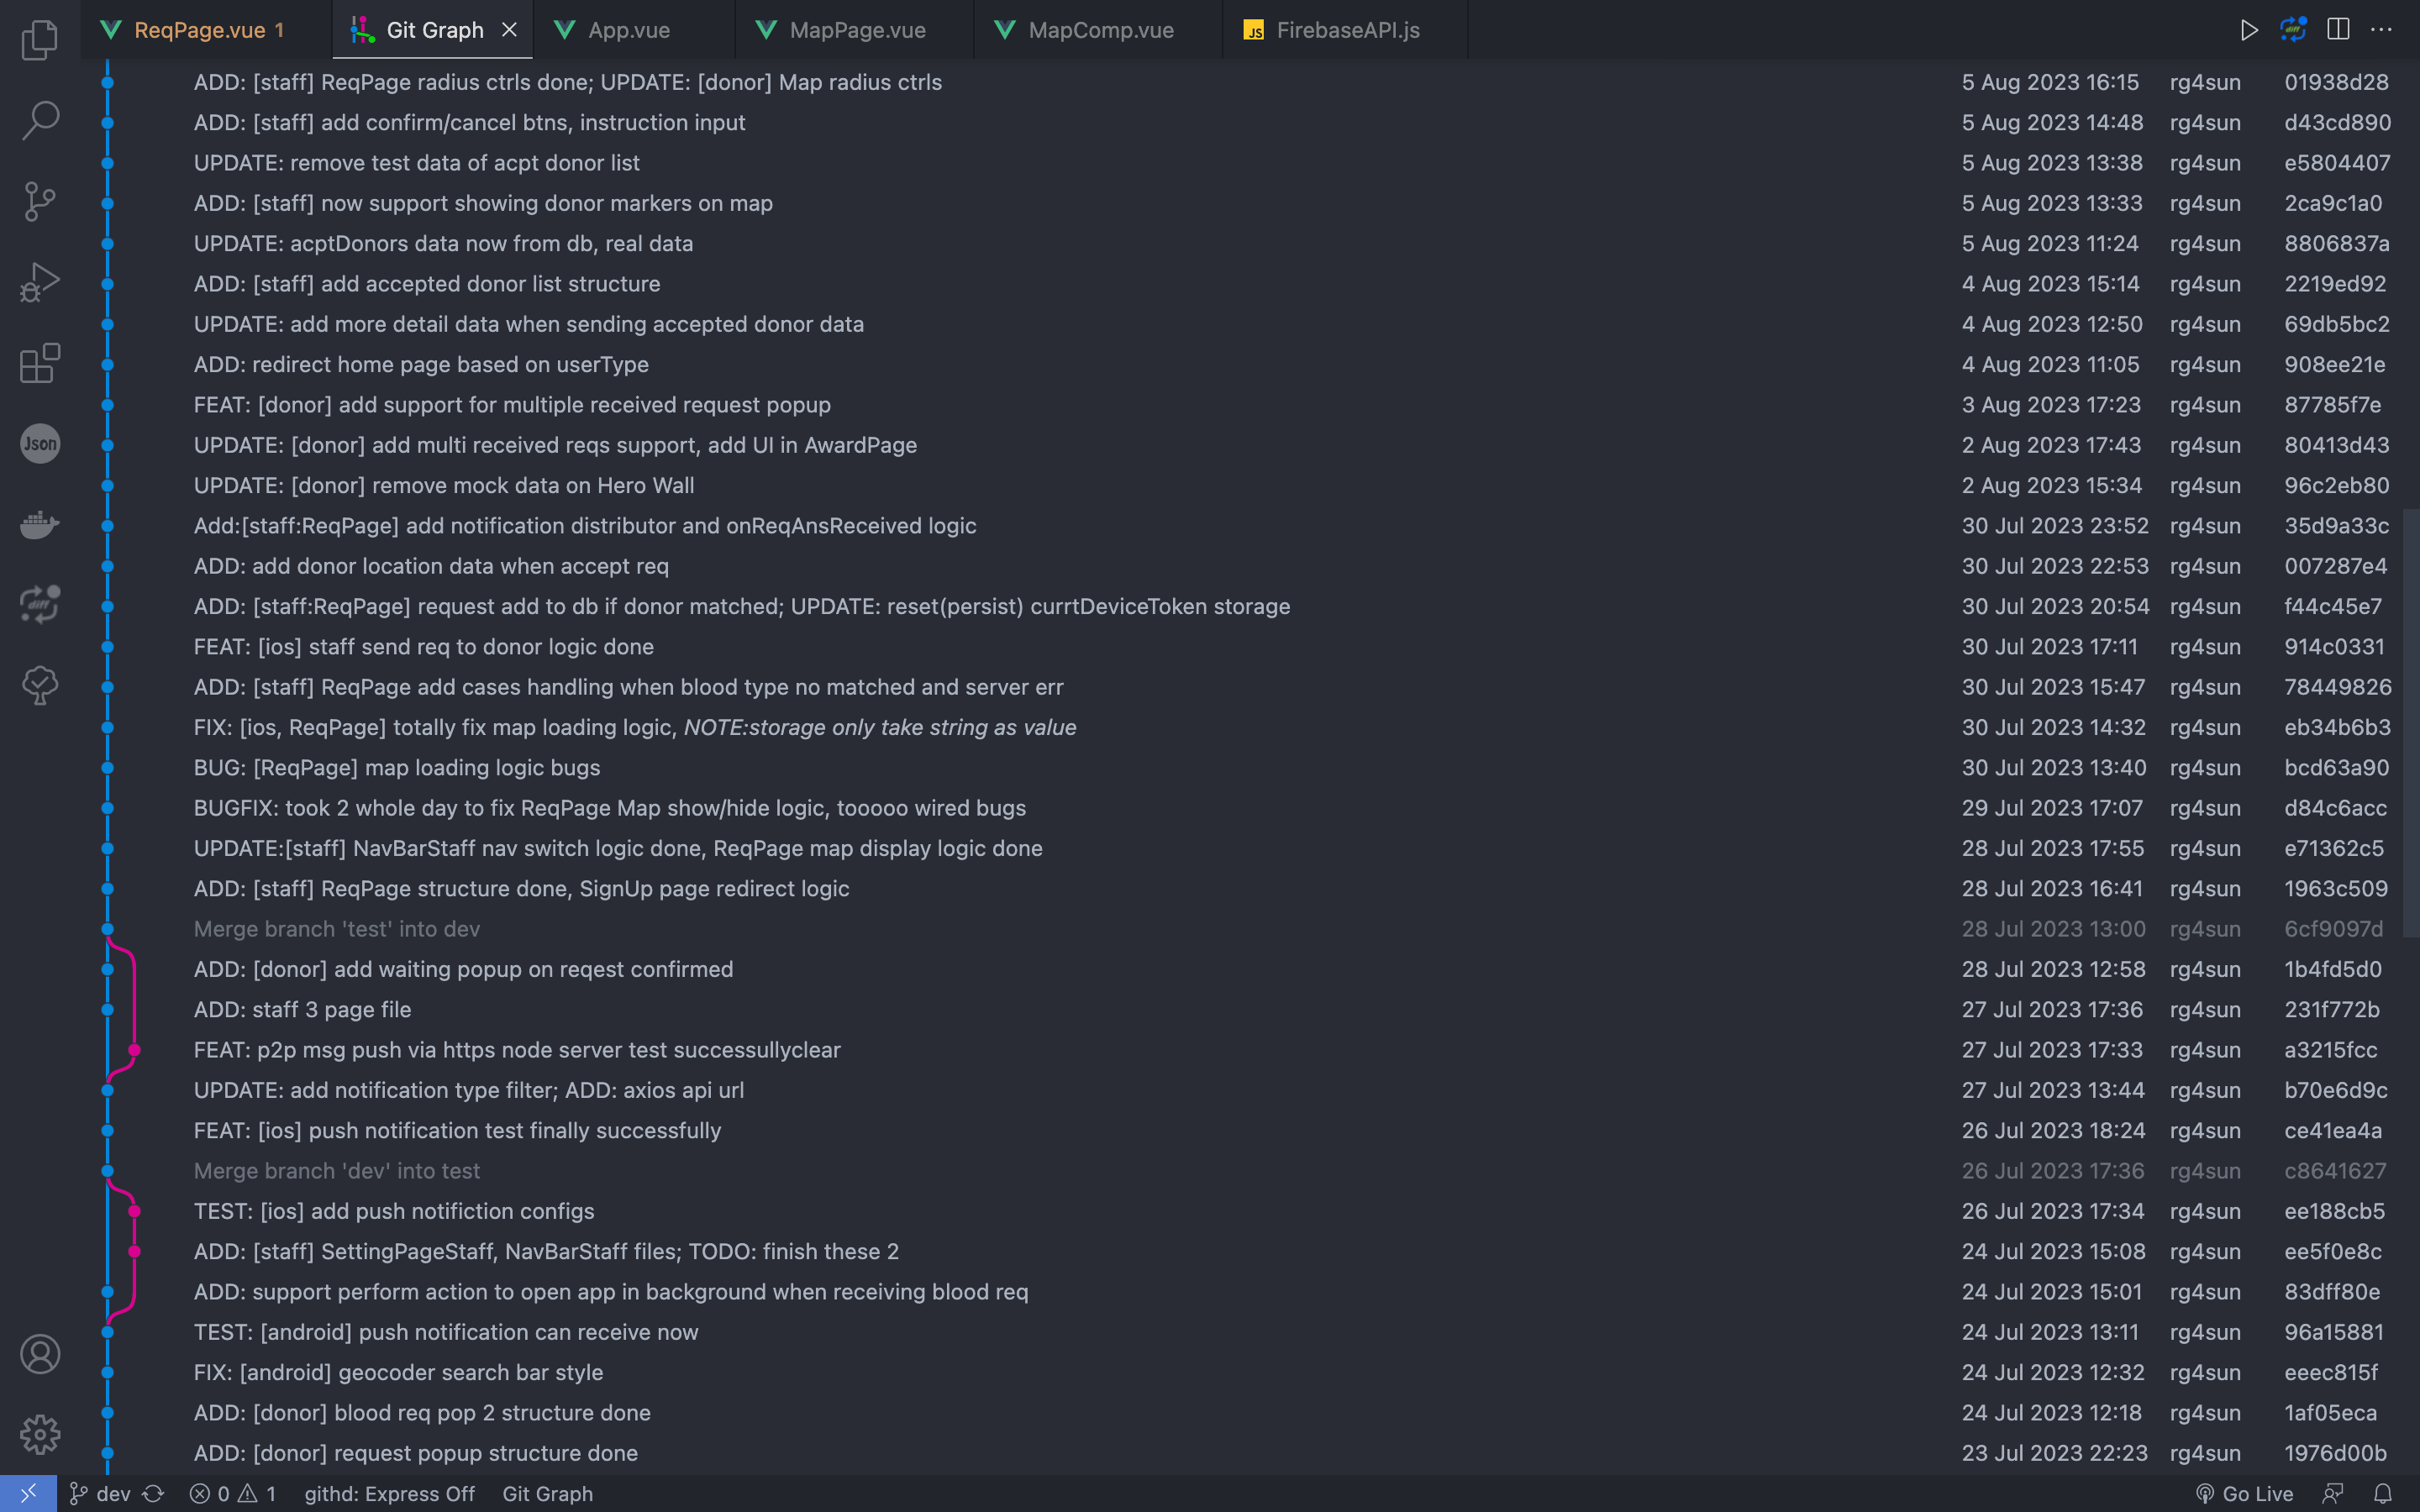 ReqPage.vue 1 Git Graph App.vue MapPage.vue MapComp.vue JS FirebaseAPI.js diff
ADD: [staff] ReqPage radius ctrls done; UPDATE: [donor] Map radius ctrls 5 Aug 2023 16:15 rg4sun 01938d28
ADD: [staff] add confirm/cancel btns, instruction input 5 Aug 2023 14:48 rg4sun d43cd890
UPDATE: remove test data of acpt donor list 5 Aug 2023 13:38 rg4sun e5804407
ADD: [staff] now support showing donor markers on map 5 Aug 2023 13:33 rg4sun 2ca9c1a0
UPDATE: acptDonors data now from db, real data 5 Aug 2023 11:24 rg4sun 8806837a
ADD: [staff] add accepted donor list structure 4 Aug 2023 15:14 rg4sun 2219ed92
UPDATE: add more detail data when sending accepted donor data 4 Aug 2023 12:50 rg4sun 69db5bc2
ADD: redirect home page based on userType 4 Aug 2023 11:05 rg4sun 908ee21e
FEAT: [donor] add support for multiple received request popup 3 Aug 2023 17:23 rg4sun 87785f7e
Json UPDATE: [donor] add multi received reqs support, add UI in AwardPage 2 Aug 2023 17:43 rg4sun 80413d43
UPDATE: [donor] remove mock data on Hero Wall 2 Aug 2023 15:34 rg4sun 96c2eb80
Add:[staff:ReqPage] add notification distributor and onReqAnsReceived logic 30 Jul 2023 23:52 rg4sun 35d9a33c
ADD: add donor location data when accept req 30 Jul 2023 22:53 rg4sun 007287e4
diff ADD: [staff:ReqPage] request add to db if donor matched; UPDATE: reset(persist) currtDeviceToken storage 30 Jul 2023 20:54 rg4sun f44c45e7
FEAT: [ios] staff send req to donor logic done 30 Jul 2023 17:11 rg4sun 914c0331
ADD: [staff] ReqPage add cases handling when blood type no matched and server err 30 Jul 2023 15:47 rg4sun 78449826
FIX: [ios, ReqPage] totally fix map loading logic, NOTE:storage only take string as value 30 Jul 2023 14:32 rg4sun eb34b6b3
BUG: [ReqPage] map loading logic bugs 30 Jul 2023 13:40 rg4sun bcd63a90
BUGFIX: took 2 whole day to fix ReqPage Map show/hide logic, tooooo wired bugs 29 Jul 2023 17:07 rg4sun d84c6acc
UPDATE:[staff] NavBarStaff nav switch logic done, ReqPage map display logic done 28 Jul 2023 17:55 rg4sun e71362c5
ADD: [staff] ReqPage structure done, SignUp page redirect logic 28 Jul 2023 16:41 rg4sun 1963c509
Merge branch 'test' into dev 28 Jul 2023 13:00 rg4sun 6cf9097d
ADD: [donor] add waiting popup on reqest confirmed 28 Jul 2023 12:58 rg4sun 1b4fd5d0
ADD: staff 3 page file 27 Jul 2023 17:36 rg4sun 231f772b
FEAT: p2p msg push via https node server test successullyclear 27 Jul 2023 17:33 rg4sun a3215fcc
UPDATE: add notification type filter; ADD: axios api url 27 Jul 2023 13:44 rg4sun b70e6d9c
FEAT: [ios] push notification test finally successfully 26 Jul 2023 18:24 rg4sun ce41ea4a
Merge branch 'dev' into test 26 Jul 2023 17:36 rg4sun c8641627
TEST: [ios] add push notifiction configs 26 Jul 2023 17:34 rg4sun ee188cb5
ADD: [staff] SettingPageStaff, NavBarStaff files; TODO: finish these 2 24 Jul 2023 15:08 rg4sun ee5f0e8c
ADD: support perform action to open app in background when receiving blood req 24 Jul 2023 15:01 rg4sun 83dff80e
TEST: [android] push notification can receive now 24 Jul 2023 13:11 rg4sun 96a15881
FIX: [android] geocoder search bar style 24 Jul 2023 12:32 rg4sun eeec815f
ADD: [donor] blood req pop 2 structure done 24 Jul 2023 12:18 rg4sun 1af05eca
ADD: [donor] request popup structure done 23 Jul 2023 22:23 rg4sun 1976d00b
dev 0 1 githd: Express Off Git Graph Go Live